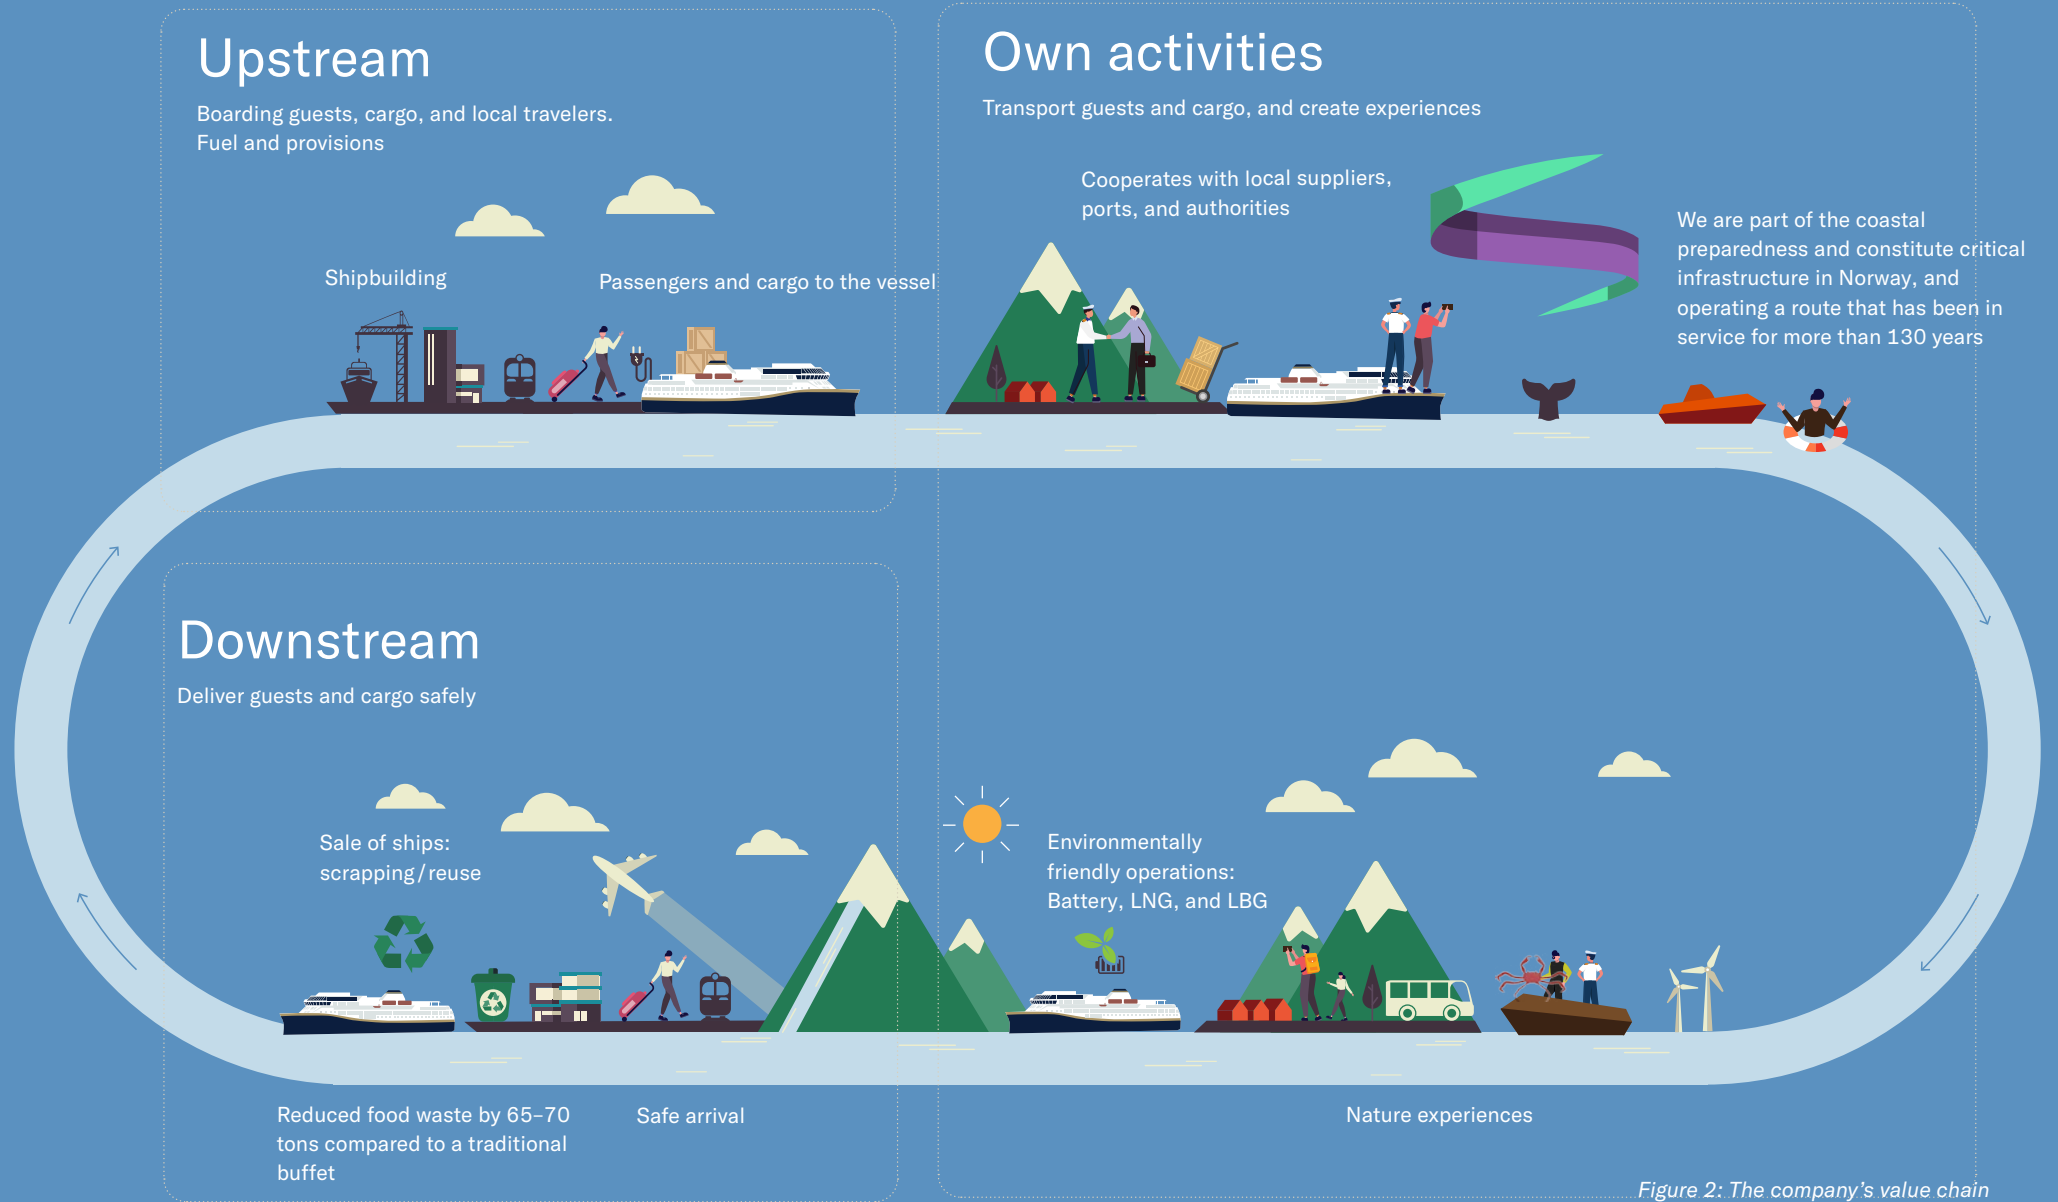 Upstream
Boarding guests, cargo, and local travelers.
Fuel and provisions
Shipbuilding
Passengers and cargo to the vessel
Own activities
Transport guests and cargo, and create experiences
Cooperates with local suppliers,
ports, and authorities
We are part of the coastal
preparedness and constitute critical
infrastructure in Norway, and
operating a route that has been in
service for more than 130 years
Downstream
Deliver guests and cargo safely
Sale of ships:
scrapping/reuse
Environmentally
friendly operations:
Battery, LNG, and LBG
Reduced food waste by 65–70
tons compared to a traditional
buffet
Safe arrival
Nature experiences
Figure 2: The company's value chain